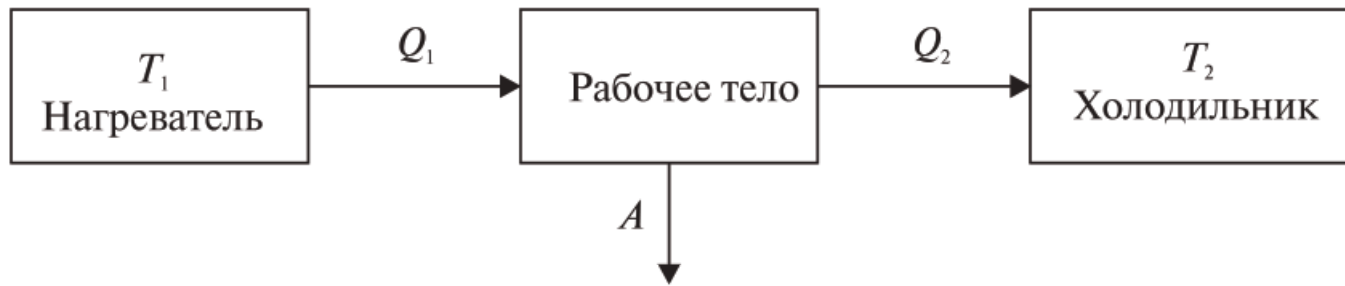 T₁
Нагреватель
Q₁
Рабочее тело
Q₂
T₂
Холодильник
A